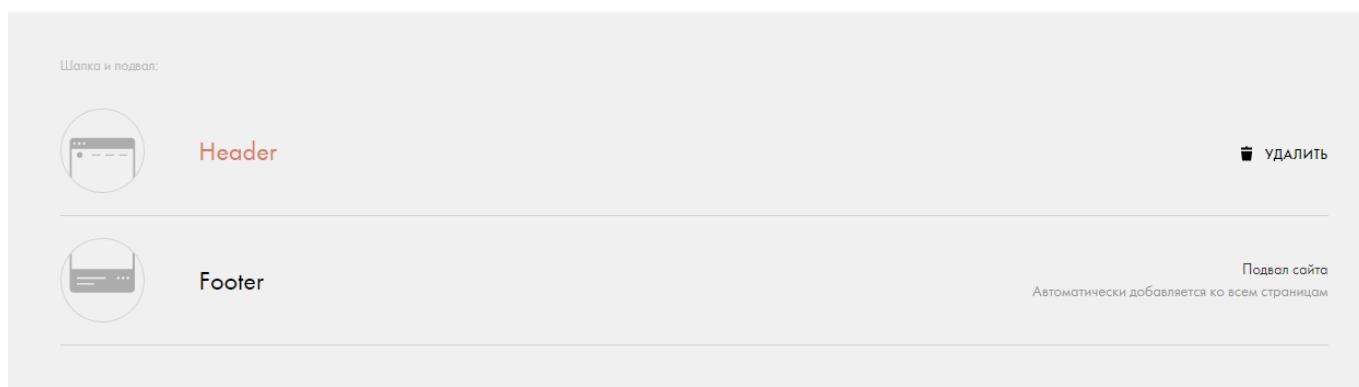 Шапка и подвал:
Header
УДАЛИТЬ
Footer
Подвал сайта
Автоматически добавляется ко всем страницам